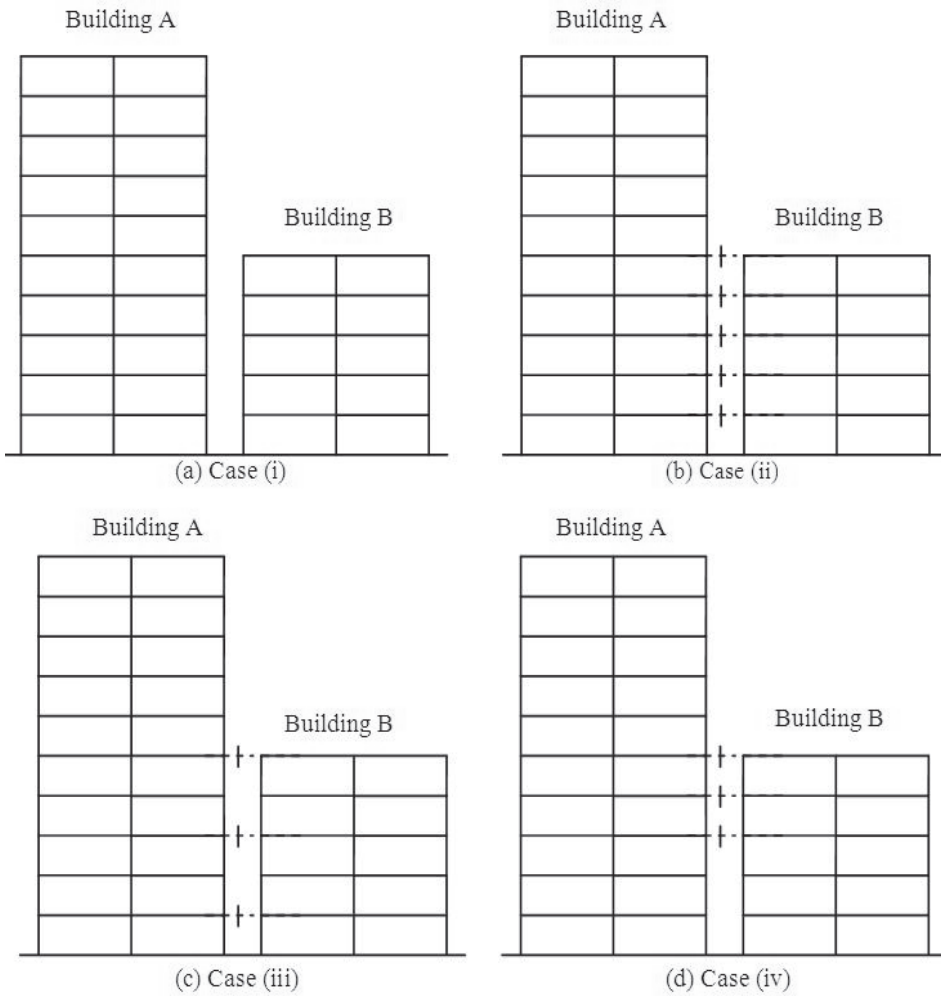 Building A
Building A
Building B
Building B
(a) Case (i)
(b) Case (ii)
Building A
Building A
Building B
Building B
(c) Case (iii)
(d) Case (iv)